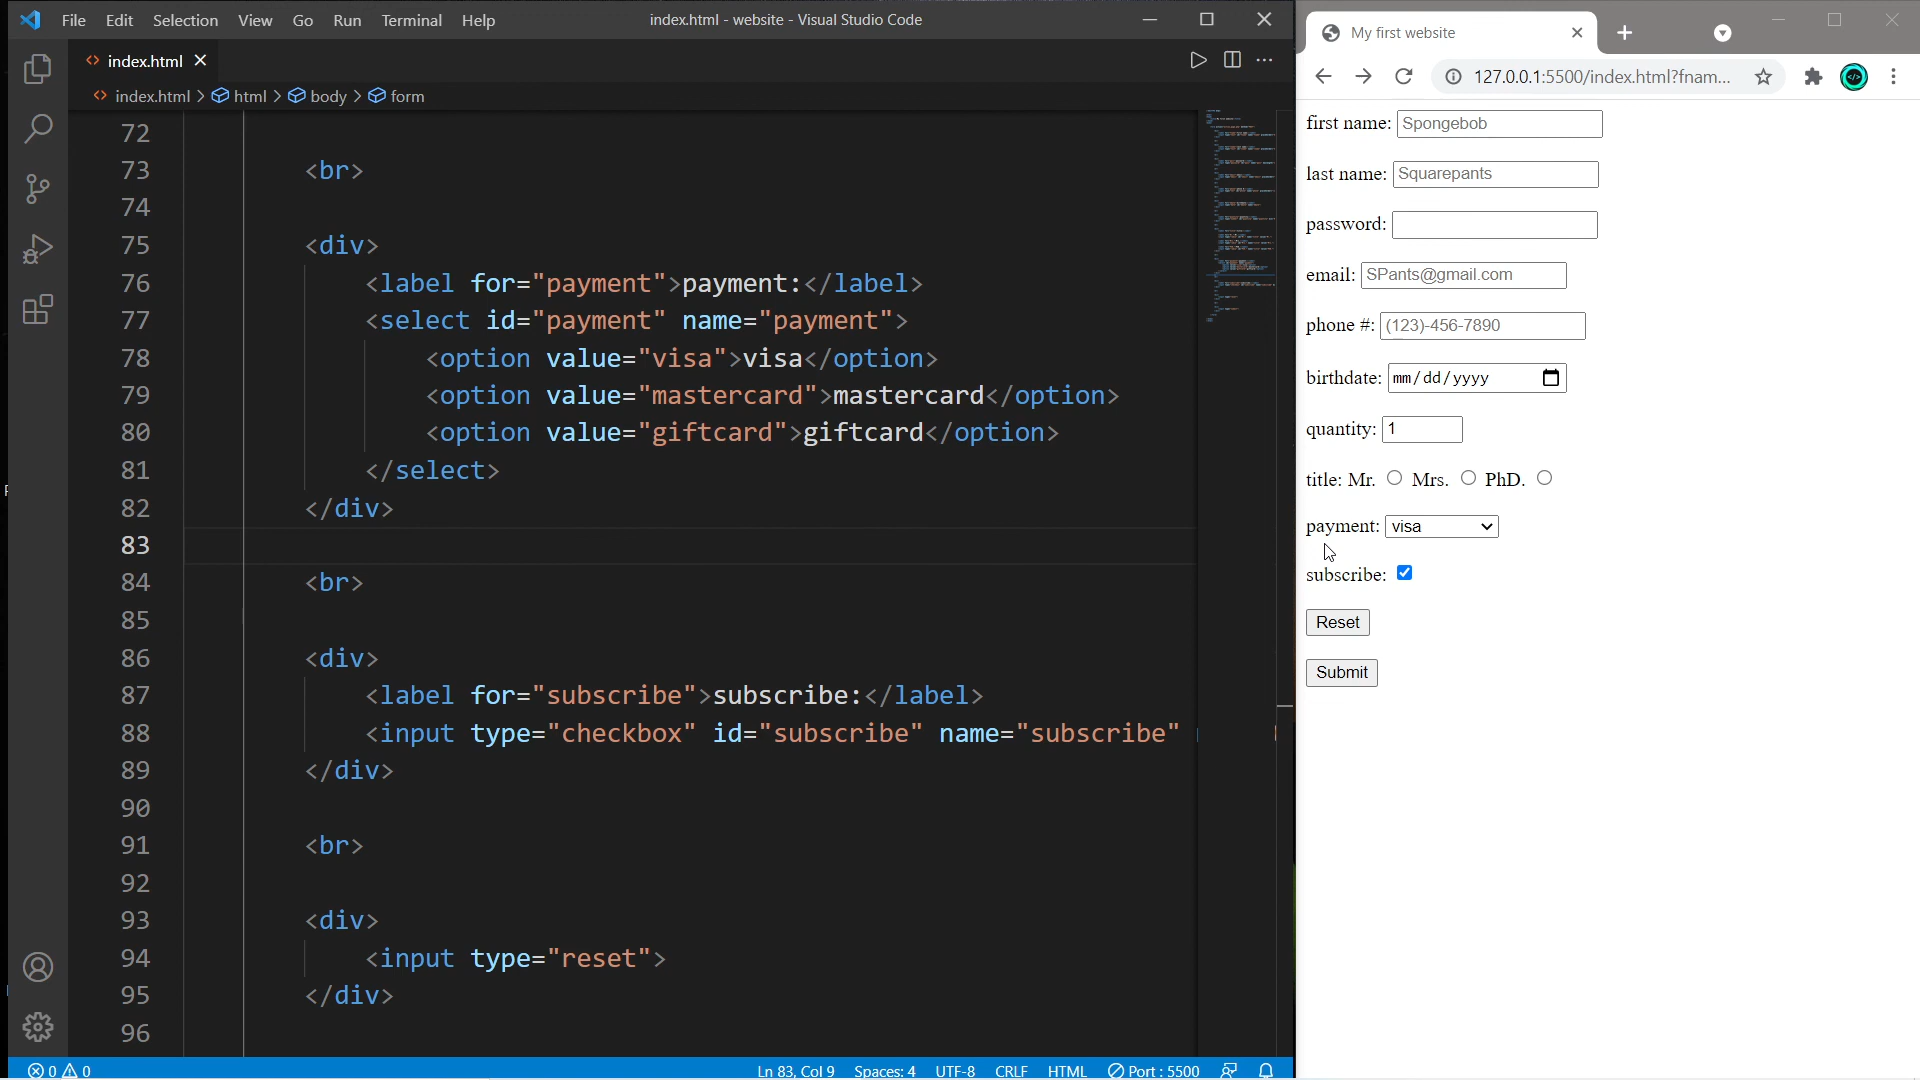 File Edit Selection View Go Run Terminal Help
index.html - website - Visual Studio Code
index.html
index.html > html > body > form
72
73 <br>
74
75 <div>
76 <label for="payment">payment:</label>
77 <select id="payment" name="payment">
78 <option value="visa">visa</option>
79 <option value="mastercard">mastercard</option>
80 <option value="giftcard">giftcard</option>
81 </select>
82 </div>
83
84 <br>
85
86 <div>
87 <label for="subscribe">subscribe:</label>
88 <input type="checkbox" id="subscribe" name="subscribe"
89 </div>
90
91 <br>
92
93 <div>
94 <input type="reset">
95 </div>
96
0 0 Ln 83, Col 9 Spaces: 4 UTF-8 CRLF HTML Port : 5500
My first website
127.0.0.1:5500/index.html?fnam...
first name: Spongebob
last name: Squarepants
password:
email: SPants@gmail.com
phone #: (123)-456-7890
birthdate: mm/dd/yyyy
quantity: 1
title: Mr. Mrs. PhD.
payment: visa
subscribe:
Reset
Submit